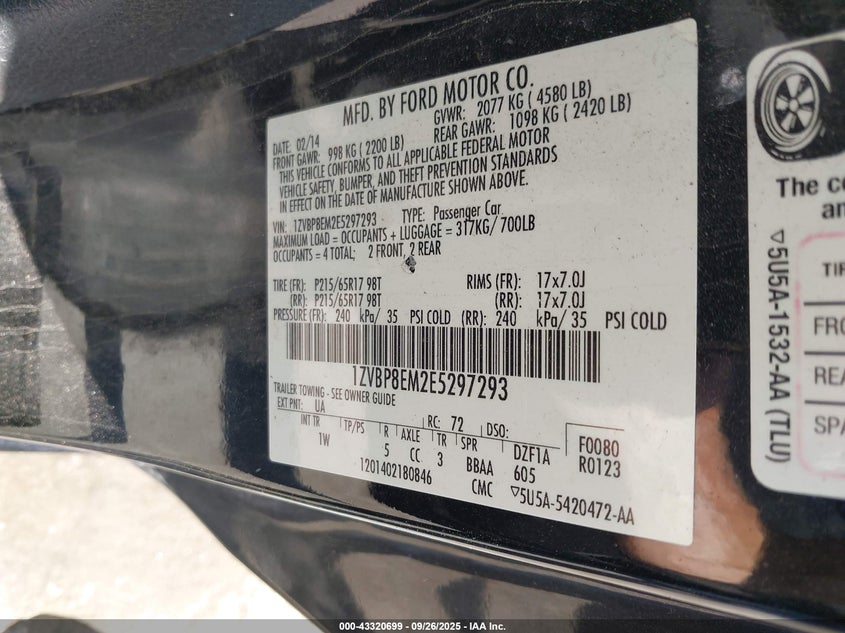 MFD. BY FORD MOTOR CO.
DATE: 02/14 GVWR: 2077 KG ( 4580 LB)
FRONT GAWR: 998 KG ( 2200 LB) REAR GAWR: 1098 KG ( 2420 LB)
THIS VEHICLE CONFORMS TO ALL APPLICABLE FEDERAL MOTOR
VEHICLE SAFETY, BUMPER, AND THEFT PREVENTION STANDARDS
IN EFFECT ON THE DATE OF MANUFACTURE SHOWN ABOVE.
VIN: 1ZVBP8EM2E5297293 TYPE: Passenger Car
MAXIMUM LOAD = OCCUPANTS + LUGGAGE = 317KG/ 700LB
OCCUPANTS = 4 TOTAL; 2 FRONT, 2 REAR
TIRE (FR): P215/65R17 98T RIMS (FR): 17x7.0J
(RR): P215/65R17 98T (RR): 17x7.0J
PRESSURE (FR): 240 kPa/ 35 PSI COLD (RR): 240 kPa/ 35 PSI COLD
1ZVBP8EM2E5297293
TRAILER TOWING - SEE OWNER GUIDE
EXT PNT: UA RC: 72 DSO:
INT TR TP/PS R AXLE TR SPR DZF1A F0080
1W 5 CC 3 BBAA 605 R0123
1201402180846 CMC ▽5U5A-5420472-AA
The co
an
TIR
FRO
REA
SPA
▽5U5A-1532-AA (TLU)
000-43320699 - 09/26/2025 - IAA Inc.